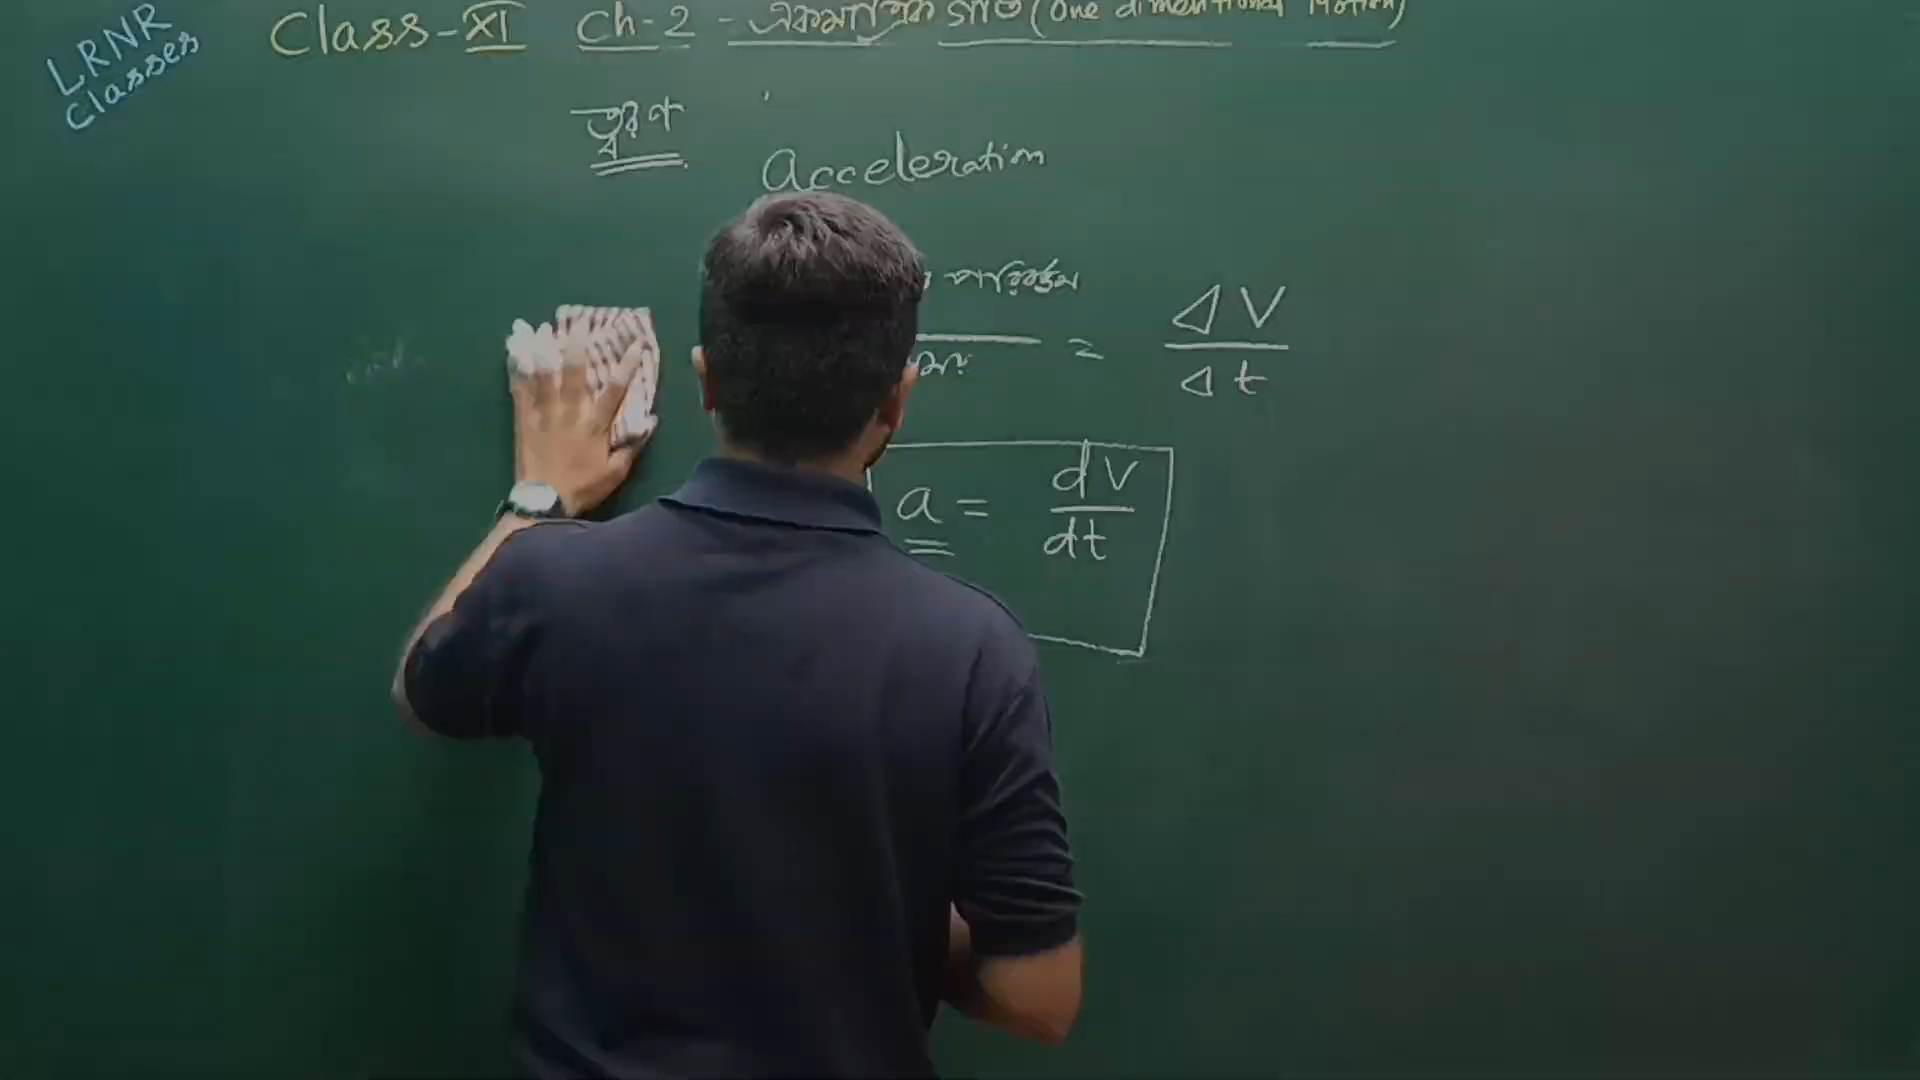 LRNR
Classes
Class-XI Ch-2 - একমাত্রিক গতি (One dimentional Motion)
ত্বরণ
Acceleration
পরিবর্তন
= ΔV
Δt
a = dV
dt